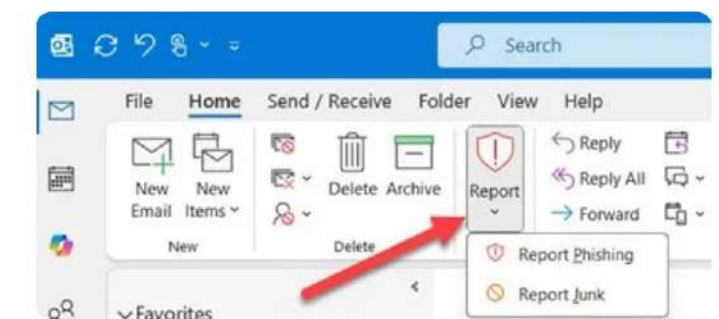 Search
File Home Send / Receive Folder View Help
New Email
New Items
Delete
Archive
Report
Reply
Reply All
Forward
New
Delete
Report Phishing
Report Junk
Favorites